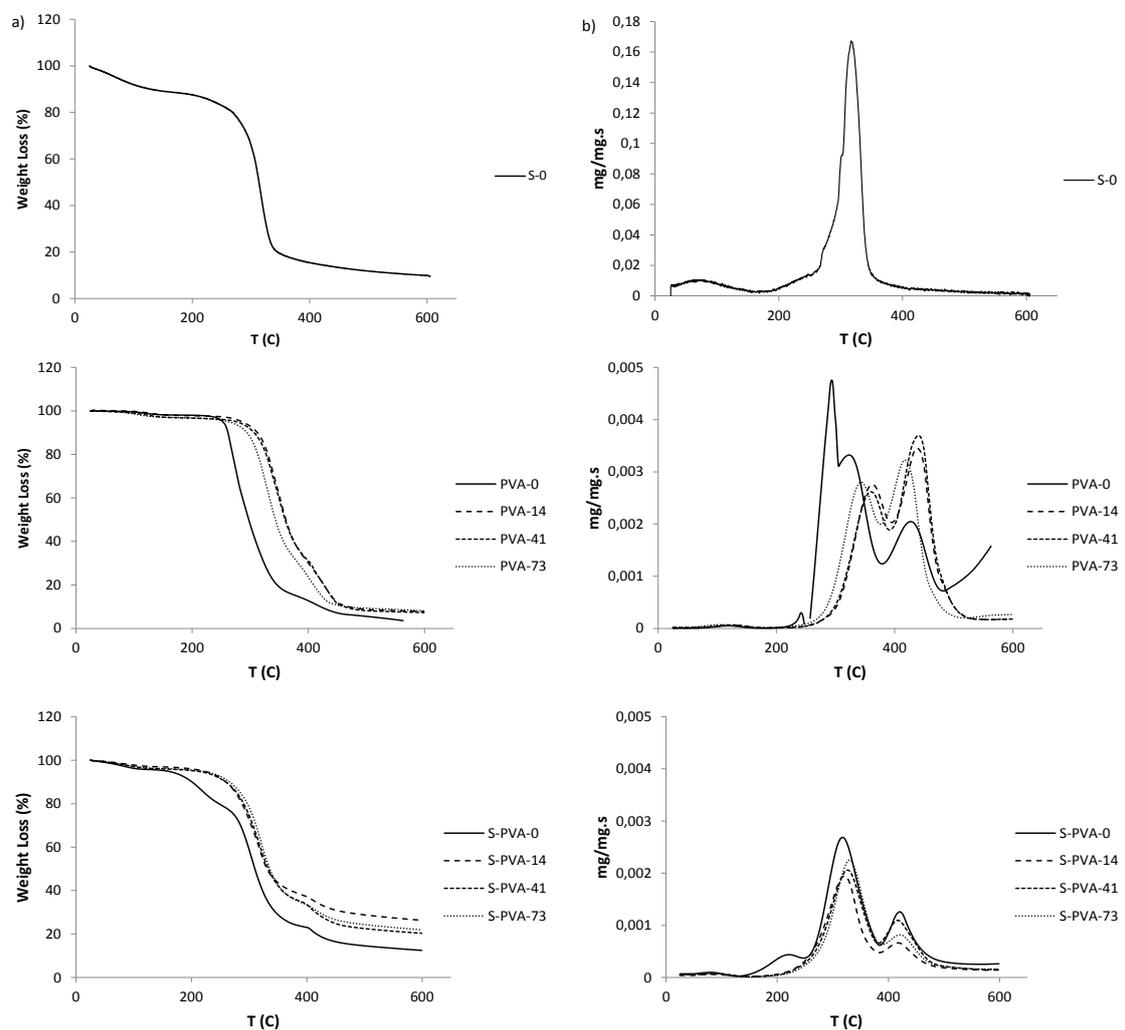 a)
120
100
80
60
40
20
0
Weight Loss (%)
0 200 400 600
T (C)
S-0
b)
0,18
0,16
0,14
0,12
0,1
0,08
0,06
0,04
0,02
0
mg/mg.s
0 200 400 600
T (C)
S-0
120
100
80
60
40
20
0
Weight Loss (%)
0 200 400 600
T (C)
PVA-0
PVA-14
PVA-41
PVA-73
0,005
0,004
0,003
0,002
0,001
0
mg/mg.s
0 200 400 600
T (C)
PVA-0
PVA-14
PVA-41
PVA-73
120
100
80
60
40
20
0
Weight Loss (%)
0 200 400 600
T (C)
S-PVA-0
S-PVA-14
S-PVA-41
S-PVA-73
0,005
0,004
0,003
0,002
0,001
0
mg/mg.s
0 200 400 600
T (C)
S-PVA-0
S-PVA-14
S-PVA-41
S-PVA-73